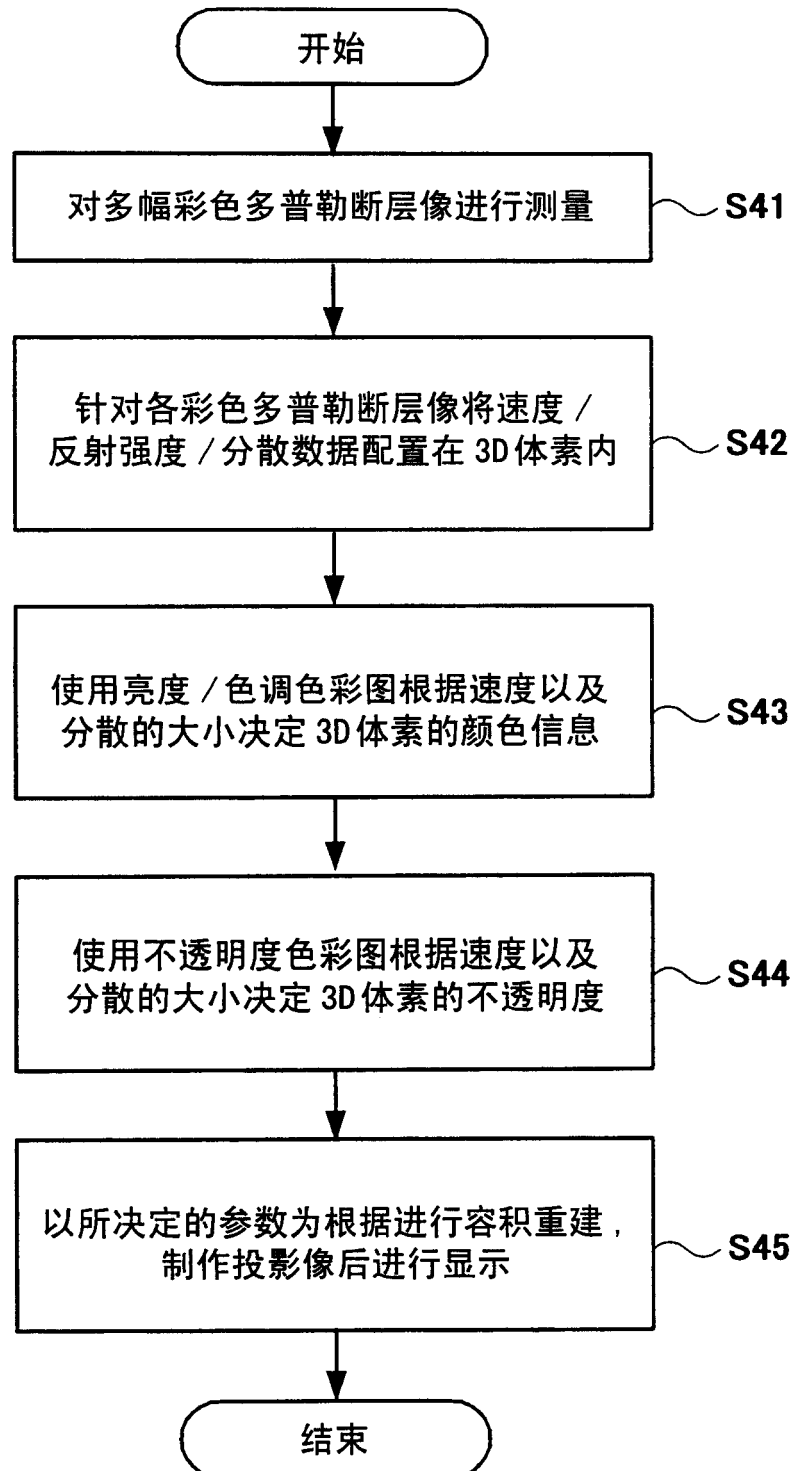 开始
对多幅彩色多普勒断层像进行测量
S41
针对各彩色多普勒断层像将速度/
反射强度/分散数据配置在3D体素内
S42
使用亮度/色调色彩图根据速度以及
分散的大小决定3D体素的颜色信息
S43
使用不透明度色彩图根据速度以及
分散的大小决定3D体素的不透明度
S44
以所决定的参数为根据进行容积重建,
制作投影像后进行显示
S45
结束